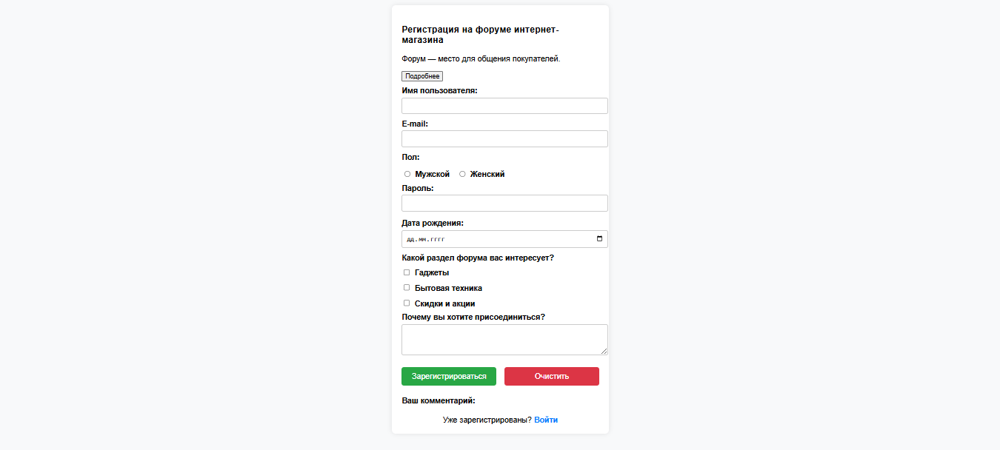 Регистрация на форуме интернет-
магазина
Форум — место для общения покупателей.
Подробнее
Имя пользователя:
E-mail:
Пол:
Мужской Женский
Пароль:
Дата рождения:
дд.мм.гггг
Какой раздел форума вас интересует?
Гаджеты
Бытовая техника
Скидки и акции
Почему вы хотите присоединиться?
Зарегистрироваться Очистить
Ваш комментарий:
Уже зарегистрированы? Войти